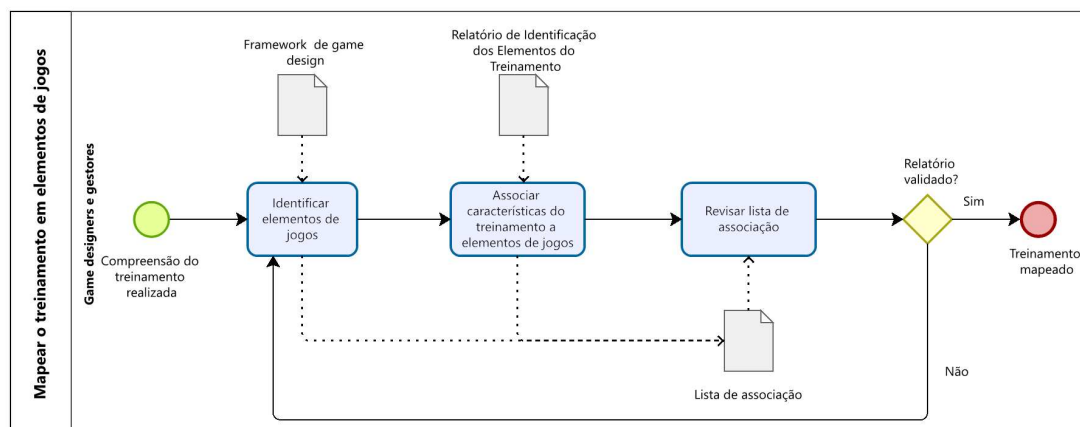 Mapear o treinamento em elementos de jogos
Game designers e gestores
Compreensão do
treinamento
realizada
Framework de game
design
Identificar
elementos de
jogos
Relatório de Identificação
dos Elementos do
Treinamento
Associar
características do
treinamento a
elementos de jogos
Revisar lista de
associação
Lista de associação
Relatório
validado?
Sim
Não
Treinamento
mapeado